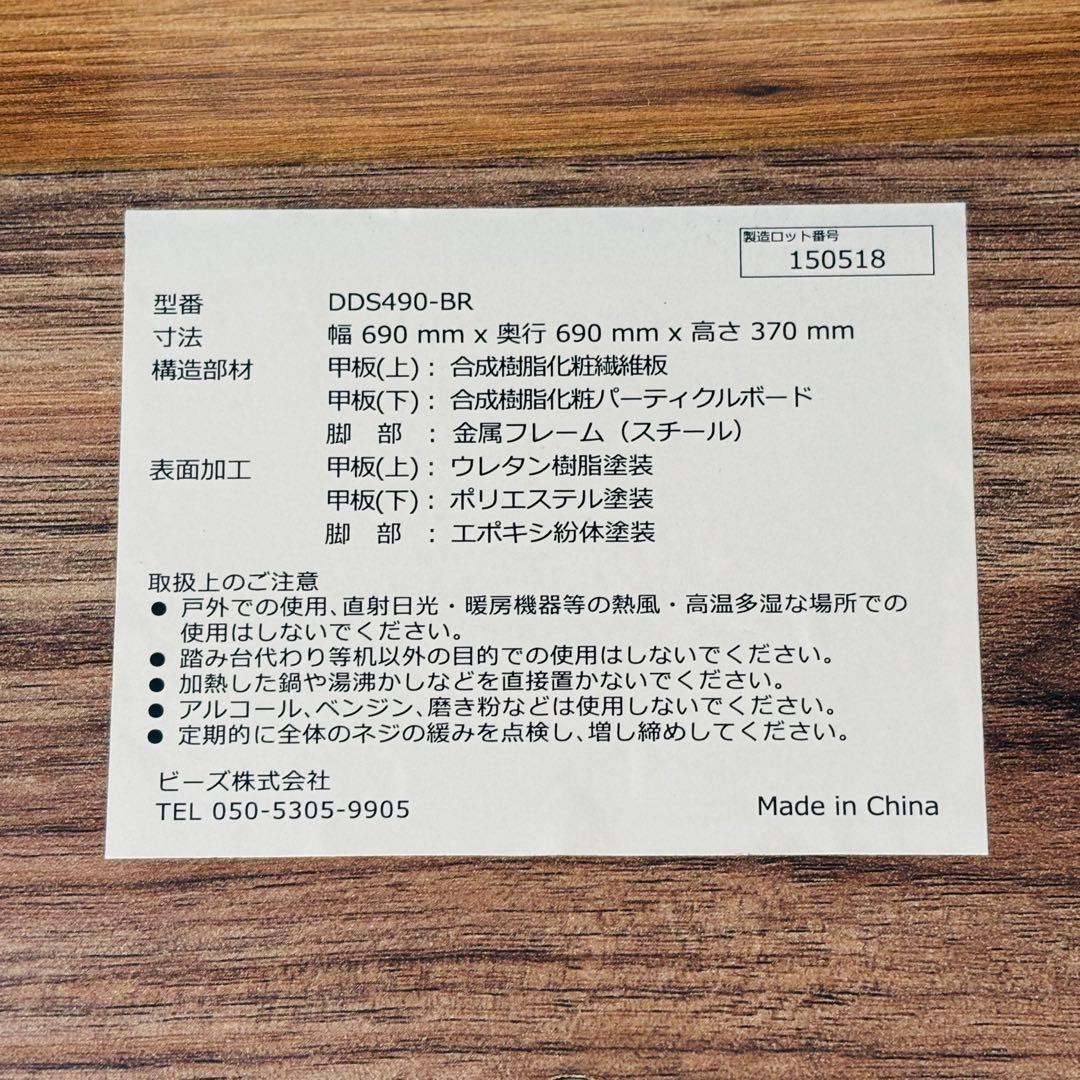 製造ロット番号
150518
型番 DDS490-BR
寸法 幅 690 mm x 奥行 690 mm x 高さ 370 mm
構造部材 甲板(上): 合成樹脂化粧繊維板
甲板(下): 合成樹脂化粧パーティクルボード
脚 部 : 金属フレーム（スチール）
表面加工 甲板(上): ウレタン樹脂塗装
甲板(下): ポリエステル塗装
脚 部 : エポキシ紛体塗装
取扱上のご注意
● 戸外での使用、直射日光・暖房機器等の熱風・高温多湿な場所での
使用はしないでください。
● 踏み台代わり等机以外の目的での使用はしないでください。
● 加熱した鍋や湯沸かしなどを直接置かないでください。
● アルコール、ベンジン、磨き粉などは使用しないでください。
● 定期的に全体のネジの緩みを点検し、増し締めしてください。
ビーズ株式会社
TEL 050-5305-9905
Made in China